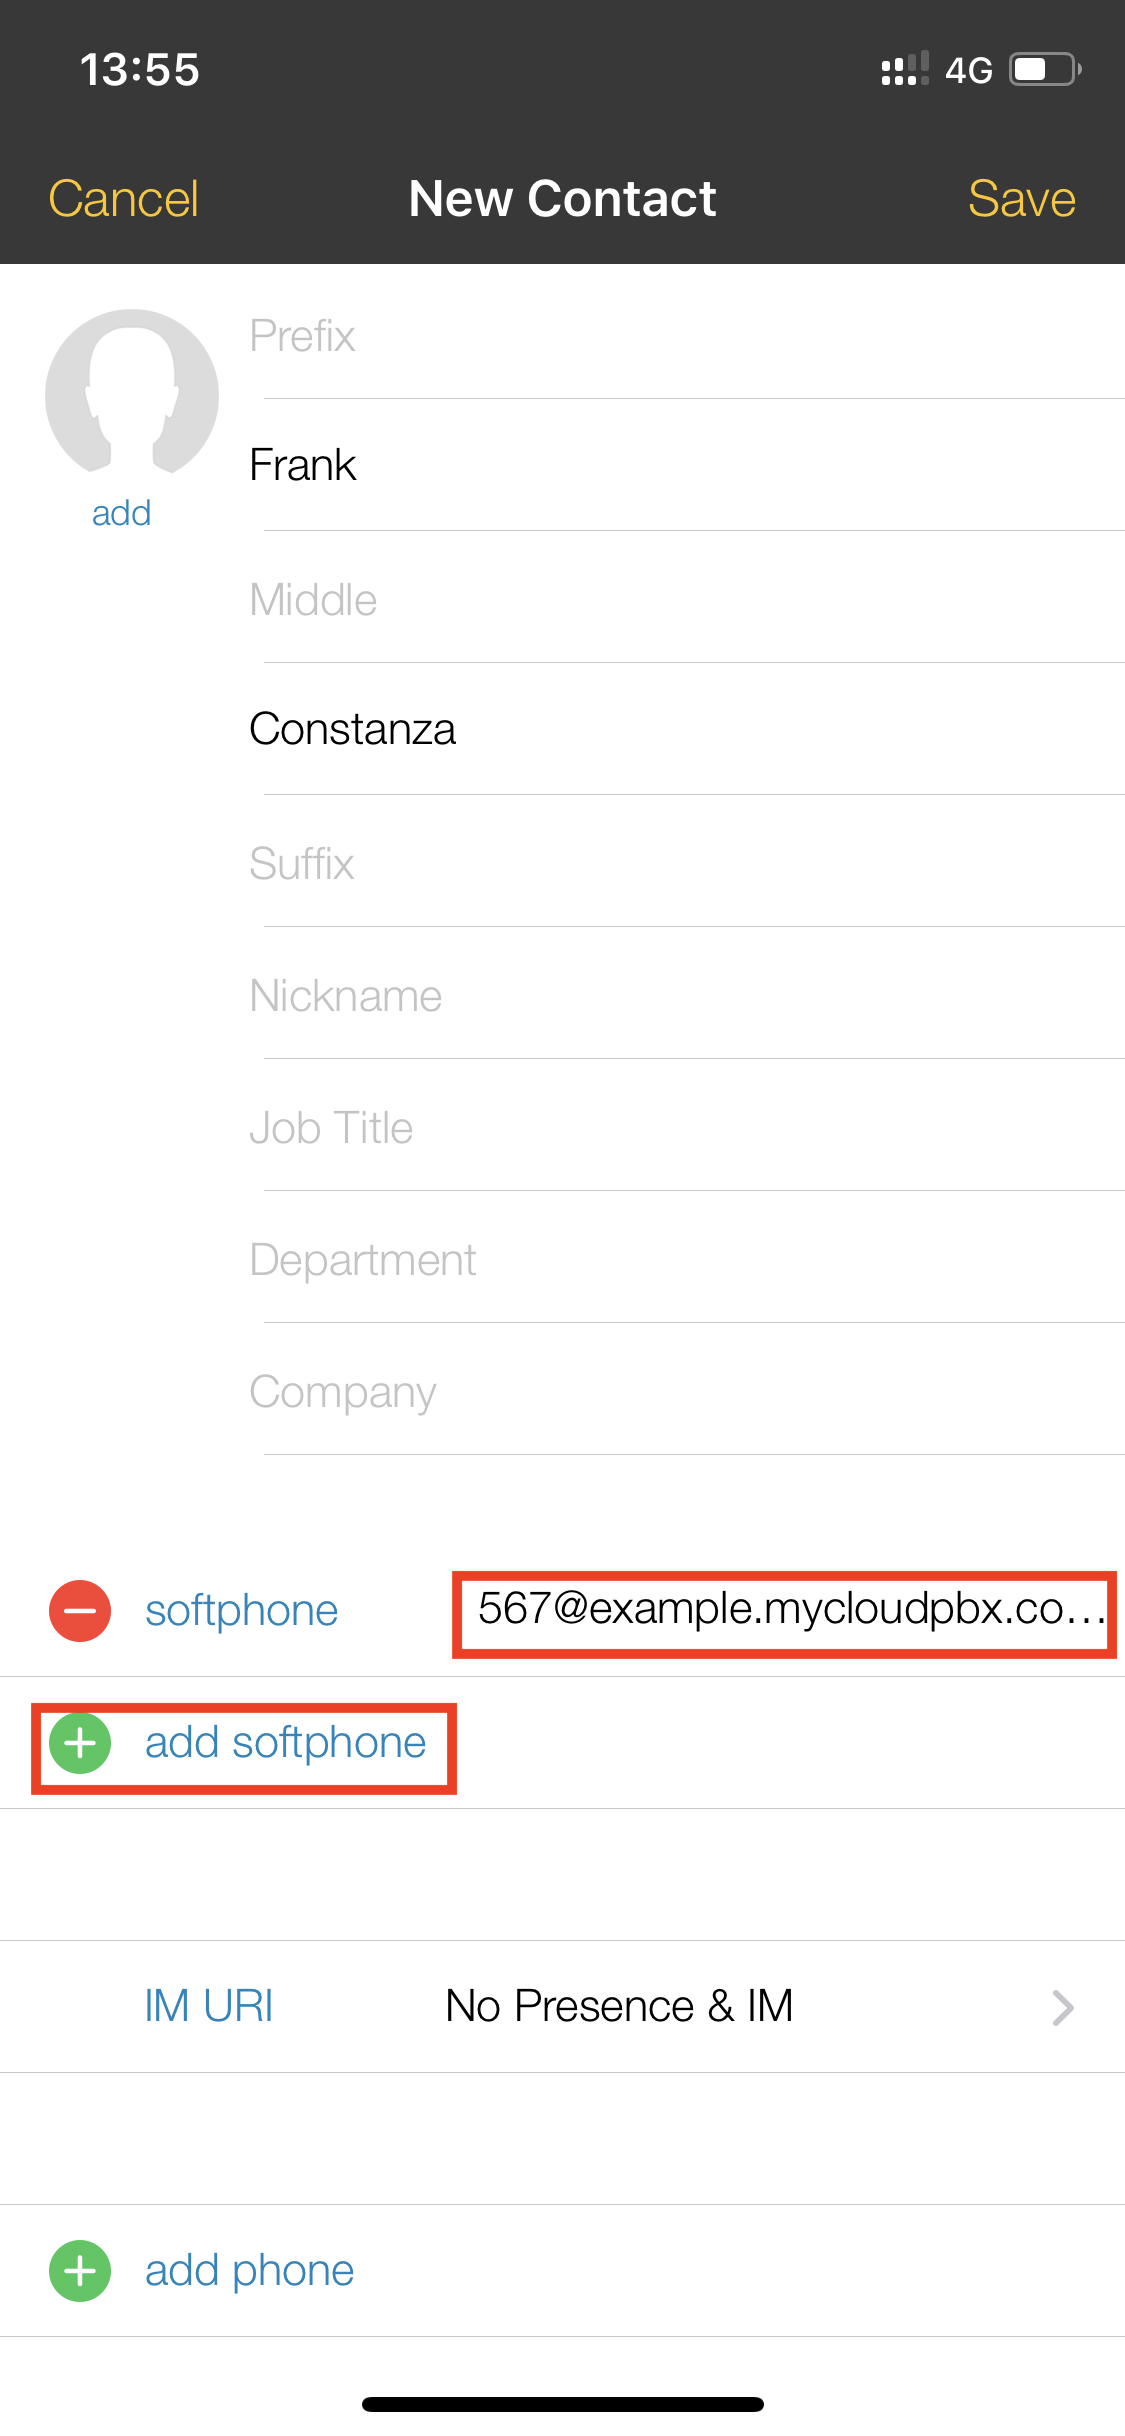 13:55 4G
Cancel New Contact Save
Prefix
Frank
add
Middle
Constanza
Suffix
Nickname
Job Title
Department
Company
softphone 567@example.mycloudpbx.co...
add softphone
IM URI No Presence & IM
add phone